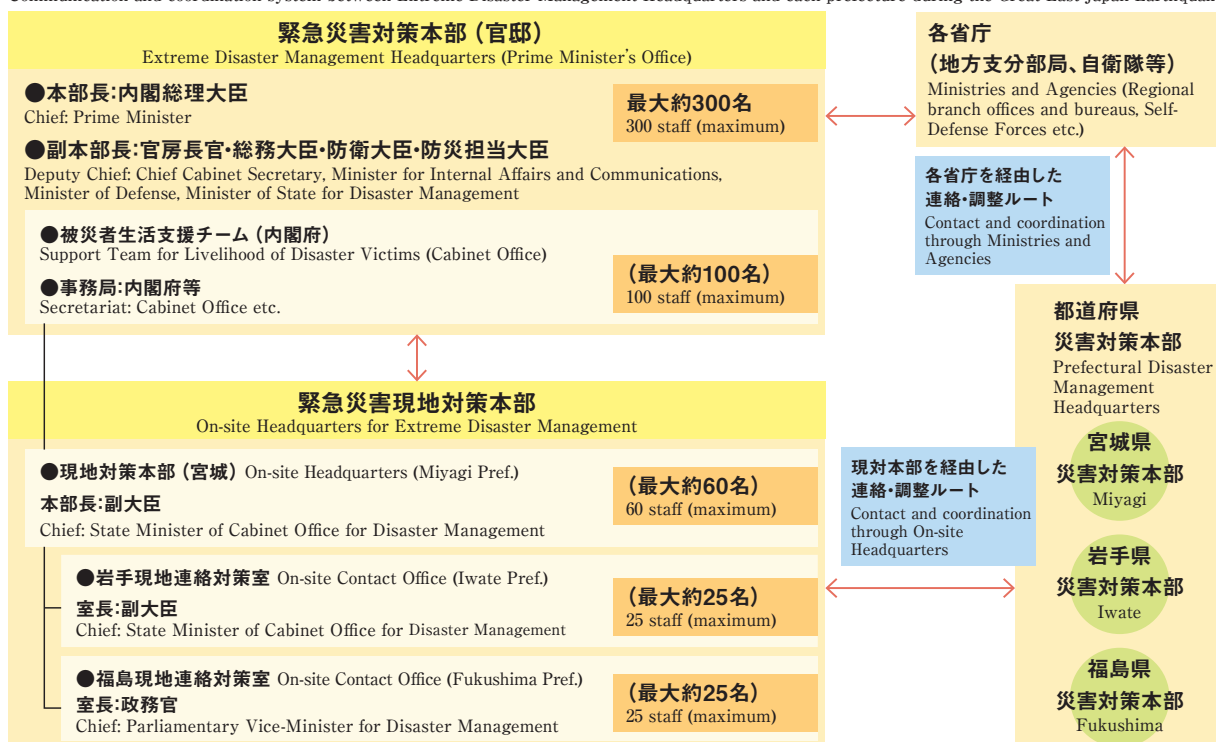 Communication and coordination system between Extreme Disaster Management Headquarters and each prefecture during the Great East Japan Earthquake
緊急災害対策本部（官邸）
Extreme Disaster Management Headquarters (Prime Minister's Office)
●本部長：内閣総理大臣
Chief: Prime Minister
最大約300名
300 staff (maximum)
●副本部長：官房長官・総務大臣・防衛大臣・防災担当大臣
Deputy Chief: Chief Cabinet Secretary, Minister for Internal Affairs and Communications,
Minister of Defense, Minister of State for Disaster Management
●被災者生活支援チーム（内閣府）
Support Team for Livelihood of Disaster Victims (Cabinet Office)
●事務局：内閣府等
Secretariat: Cabinet Office etc.
（最大約100名）
100 staff (maximum)
各省庁
（地方支分部局、自衛隊等）
Ministries and Agencies (Regional
branch offices and bureaus, Self-
Defense Forces etc.)
各省庁を経由した
連絡・調整ルート
Contact and coordination
through Ministries and
Agencies
緊急災害現地対策本部
On-site Headquarters for Extreme Disaster Management
●現地対策本部（宮城） On-site Headquarters (Miyagi Pref.)
本部長：副大臣
Chief: State Minister of Cabinet Office for Disaster Management
（最大約60名）
60 staff (maximum)
●岩手現地連絡対策室 On-site Contact Office (Iwate Pref.)
室長：副大臣
Chief: State Minister of Cabinet Office for Disaster Management
（最大約25名）
25 staff (maximum)
●福島現地連絡対策室 On-site Contact Office (Fukushima Pref.)
室長：政務官
Chief: Parliamentary Vice-Minister for Disaster Management
（最大約25名）
25 staff (maximum)
現対本部を経由した
連絡・調整ルート
Contact and coordination
through On-site
Headquarters
都道府県
災害対策本部
Prefectural Disaster
Management
Headquarters
宮城県
災害対策本部
Miyagi
岩手県
災害対策本部
Iwate
福島県
災害対策本部
Fukushima